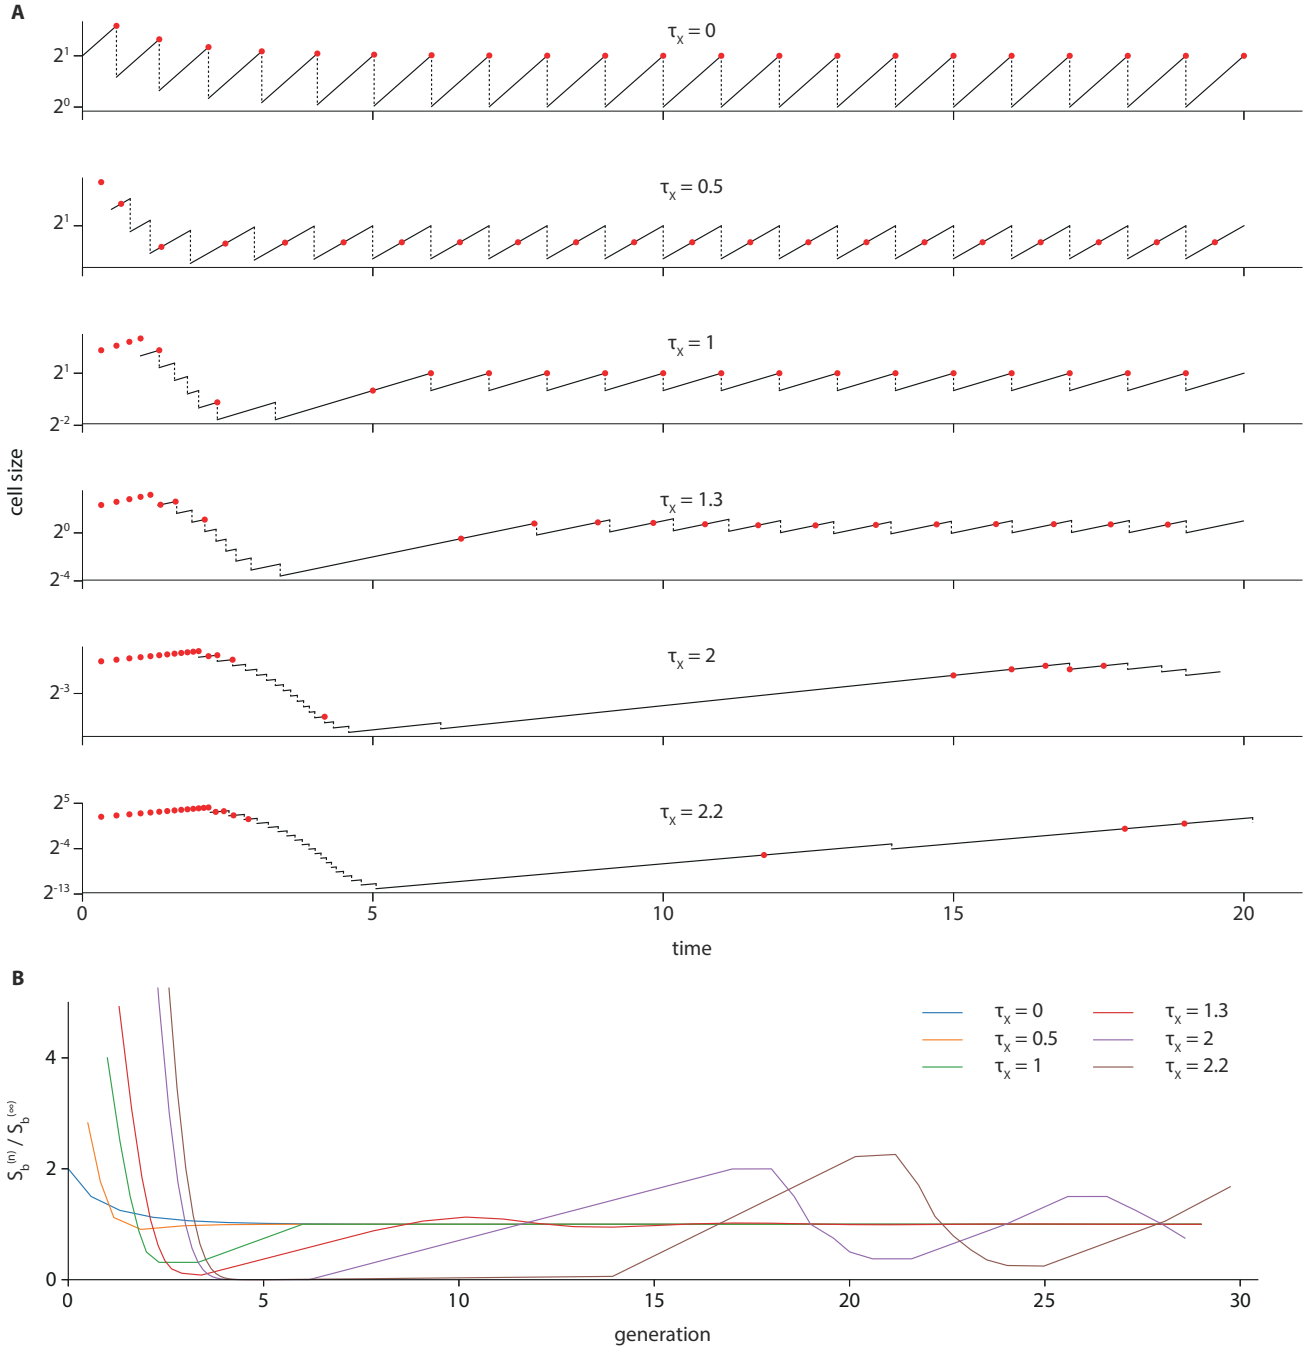 A
τₓ = 0
2¹
2⁰
τₓ = 0.5
2¹
τₓ = 1
2¹
2⁻²
τₓ = 1.3
2⁰
2⁻⁴
τₓ = 2
2⁻³
τₓ = 2.2
2⁵
2⁻⁴
2⁻¹³
0 5 10 15 20
time
cell size
B
τₓ = 0 τₓ = 1.3
τₓ = 0.5 τₓ = 2
τₓ = 1 τₓ = 2.2
4
2
0
S_b^(n) / S_b^(∞)
0 5 10 15 20 25 30
generation